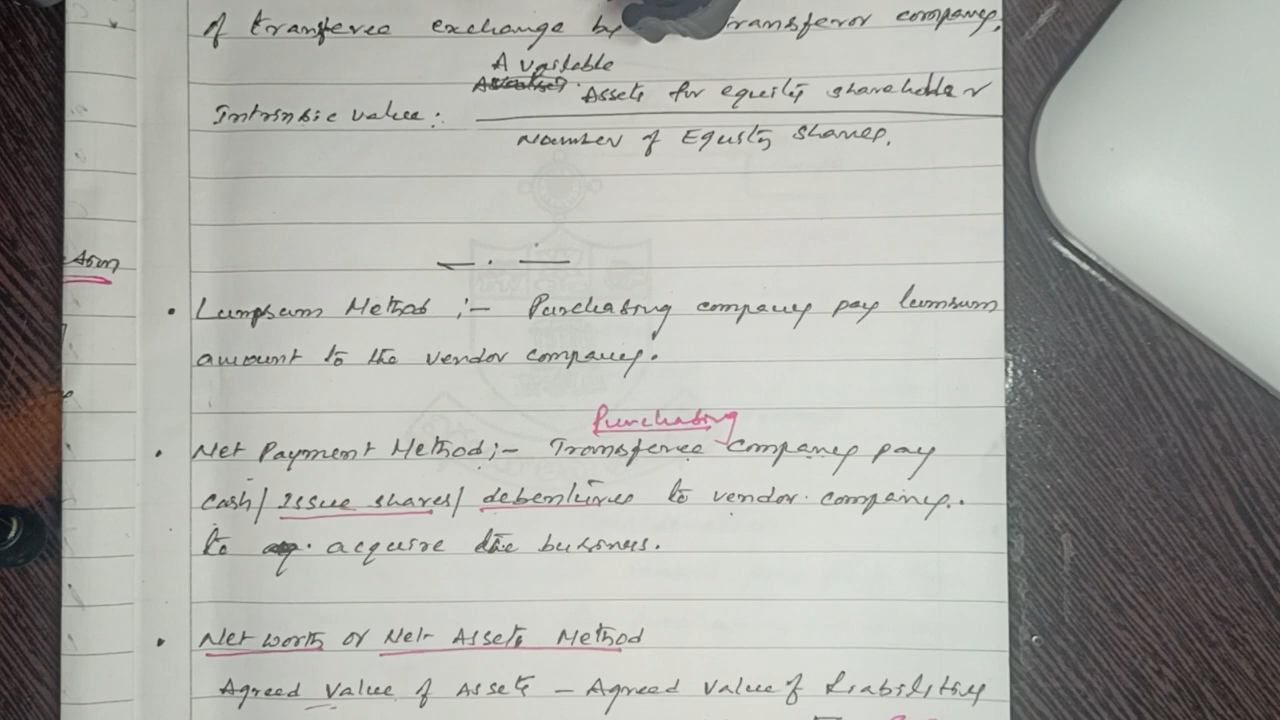 of transferee exchange by transferor company,
Available
Intrinsic value: Assets for equity shareholder
Number of Equity shares.
Lumpsum Method :- Purchasing company pay lumsum
amount to the vendor company.
Purchasing
Net Payment Method :- Transferee company pay
cash/ Issue shares/ debentures to vendor. company.
to acquire the business.
Net worth or Net Assets Method
Agreed value of Assets - Agreed value of Liabilities